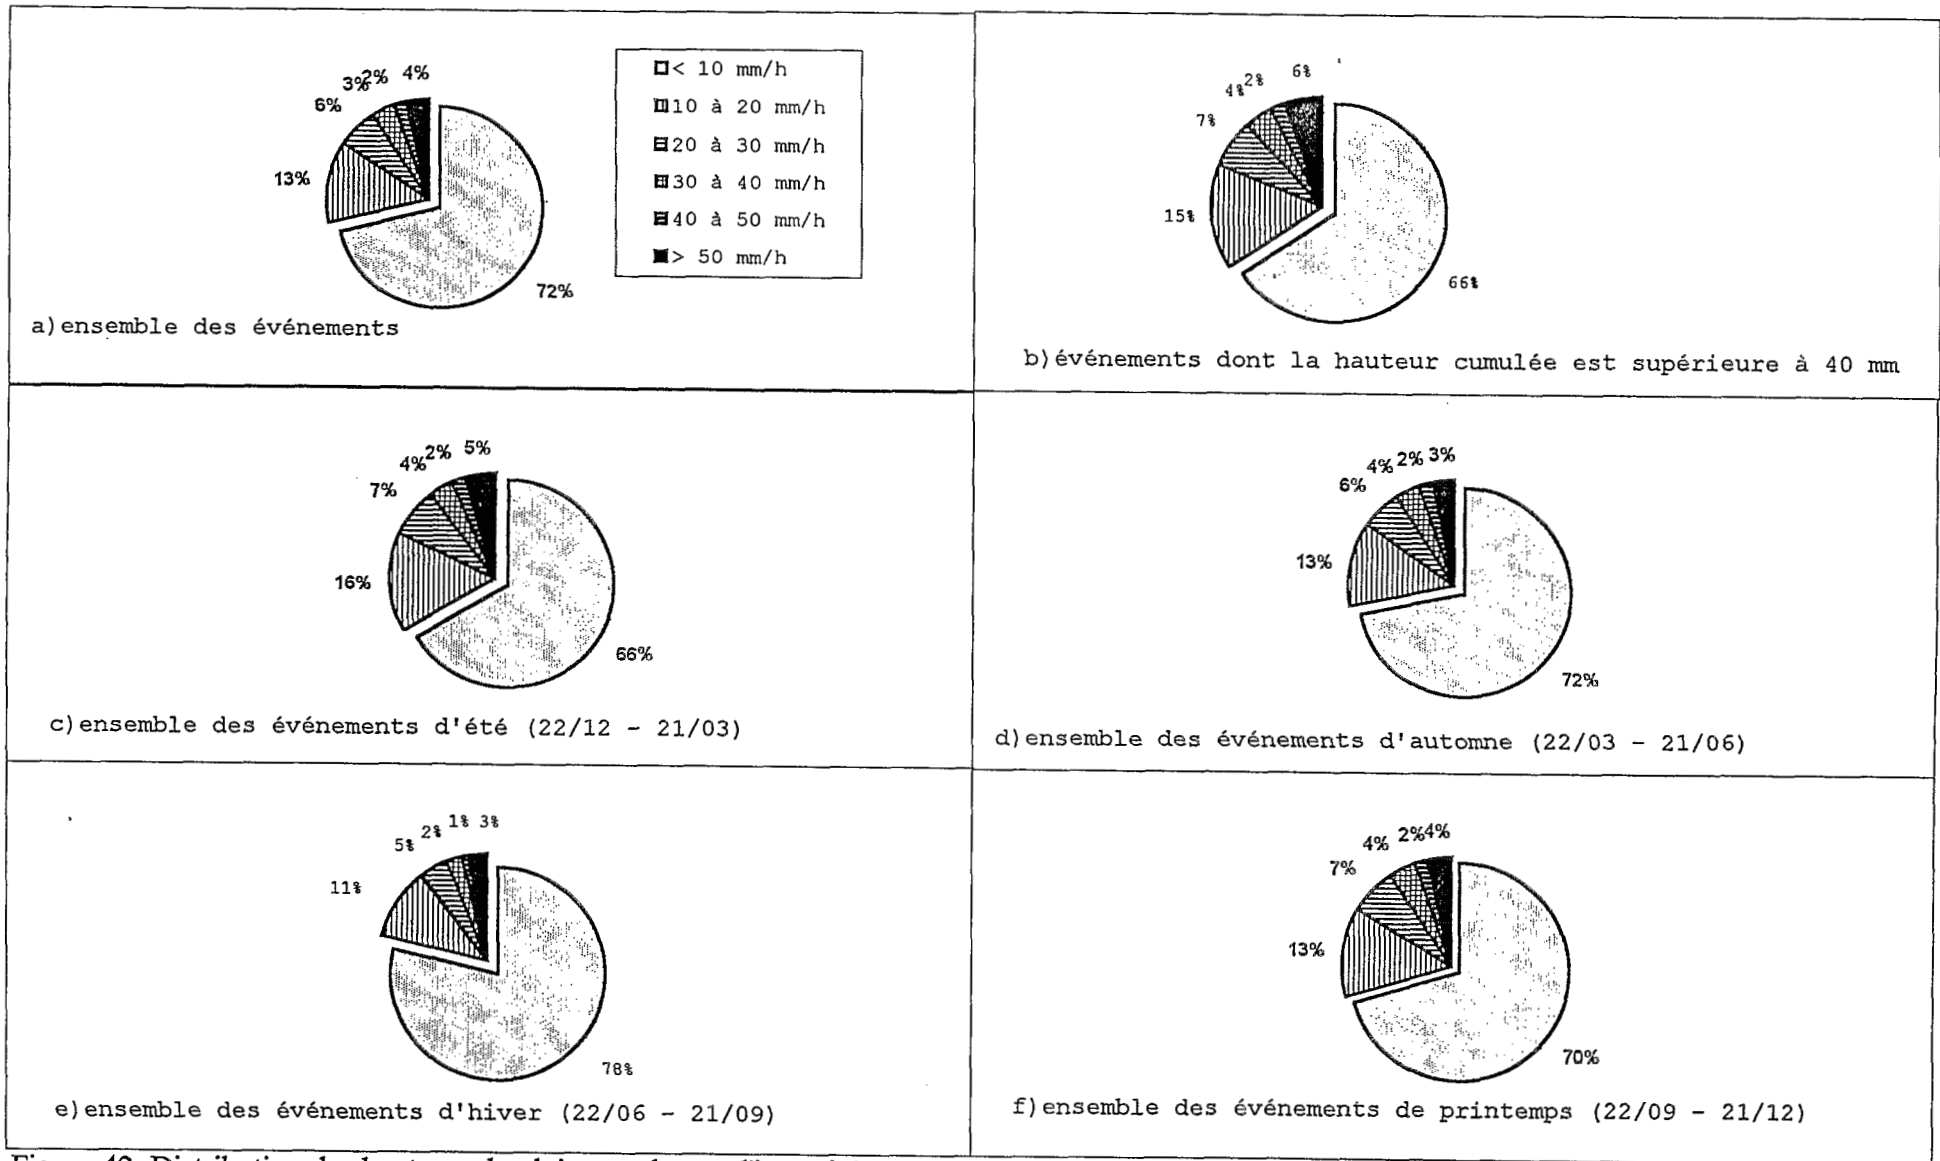 3% 2% 4%
6%
13%
72%
< 10 mm/h
10 à 20 mm/h
20 à 30 mm/h
30 à 40 mm/h
40 à 50 mm/h
> 50 mm/h
a)ensemble des événements
4% 2% 6%
7%
15%
66%
b)événements dont la hauteur cumulée est supérieure à 40 mm
4% 2% 5%
7%
16%
66%
c)ensemble des événements d'été (22/12 - 21/03)
4% 2% 3%
6%
13%
72%
d)ensemble des événements d'automne (22/03 - 21/06)
5% 2% 1% 3%
11%
78%
e)ensemble des événements d'hiver (22/06 - 21/09)
4% 2% 4%
7%
13%
70%
f)ensemble des événements de printemps (22/09 - 21/12)